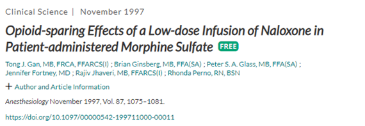 Clinical Science | November 1997
Opioid-sparing Effects of a Low-dose Infusion of Naloxone in
Patient-administered Morphine Sulfate FREE
Tong J. Gan, MB, FRCA, FFARCS(I) ; Brian Ginsberg, MB, FFA(SA) ; Peter S. A. Glass, MB, FFA(SA) ;
Jennifer Fortney, MD ; Rajiv Jhaveri, MB, FFARCS(I) ; Rhonda Perno, RN, BSN
+ Author and Article Information
Anesthesiology November 1997, Vol. 87, 1075–1081.
https://doi.org/10.1097/00000542-199711000-00011